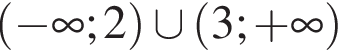 (−∞; 2) ∪ (3; +∞)